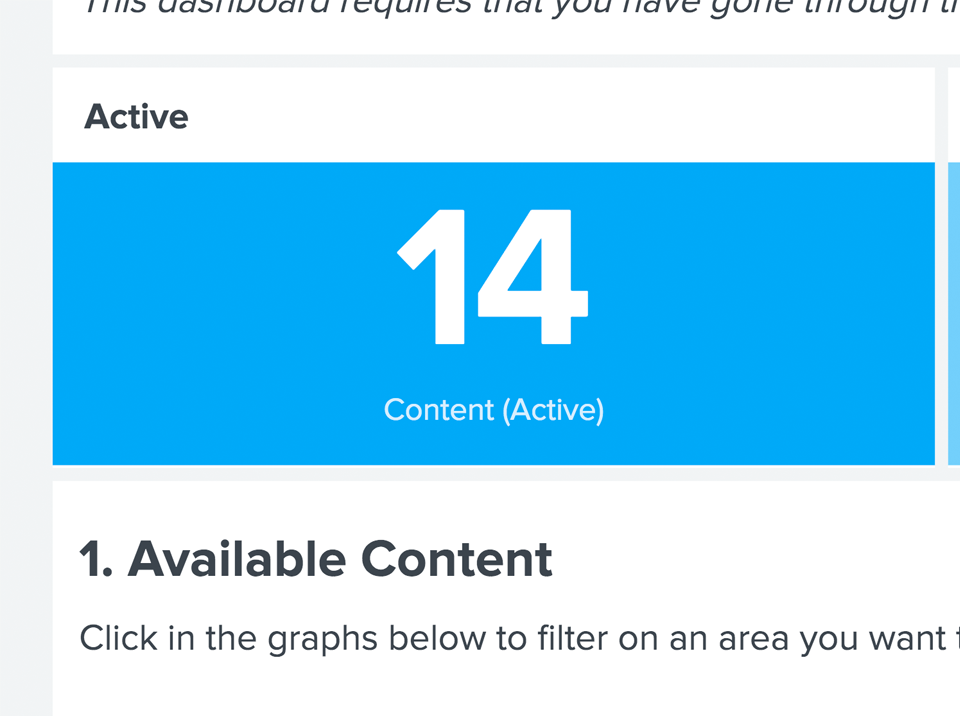 This dashboard requires that you have gone through
Active
14
Content (Active)
1. Available Content
Click in the graphs below to filter on an area you want